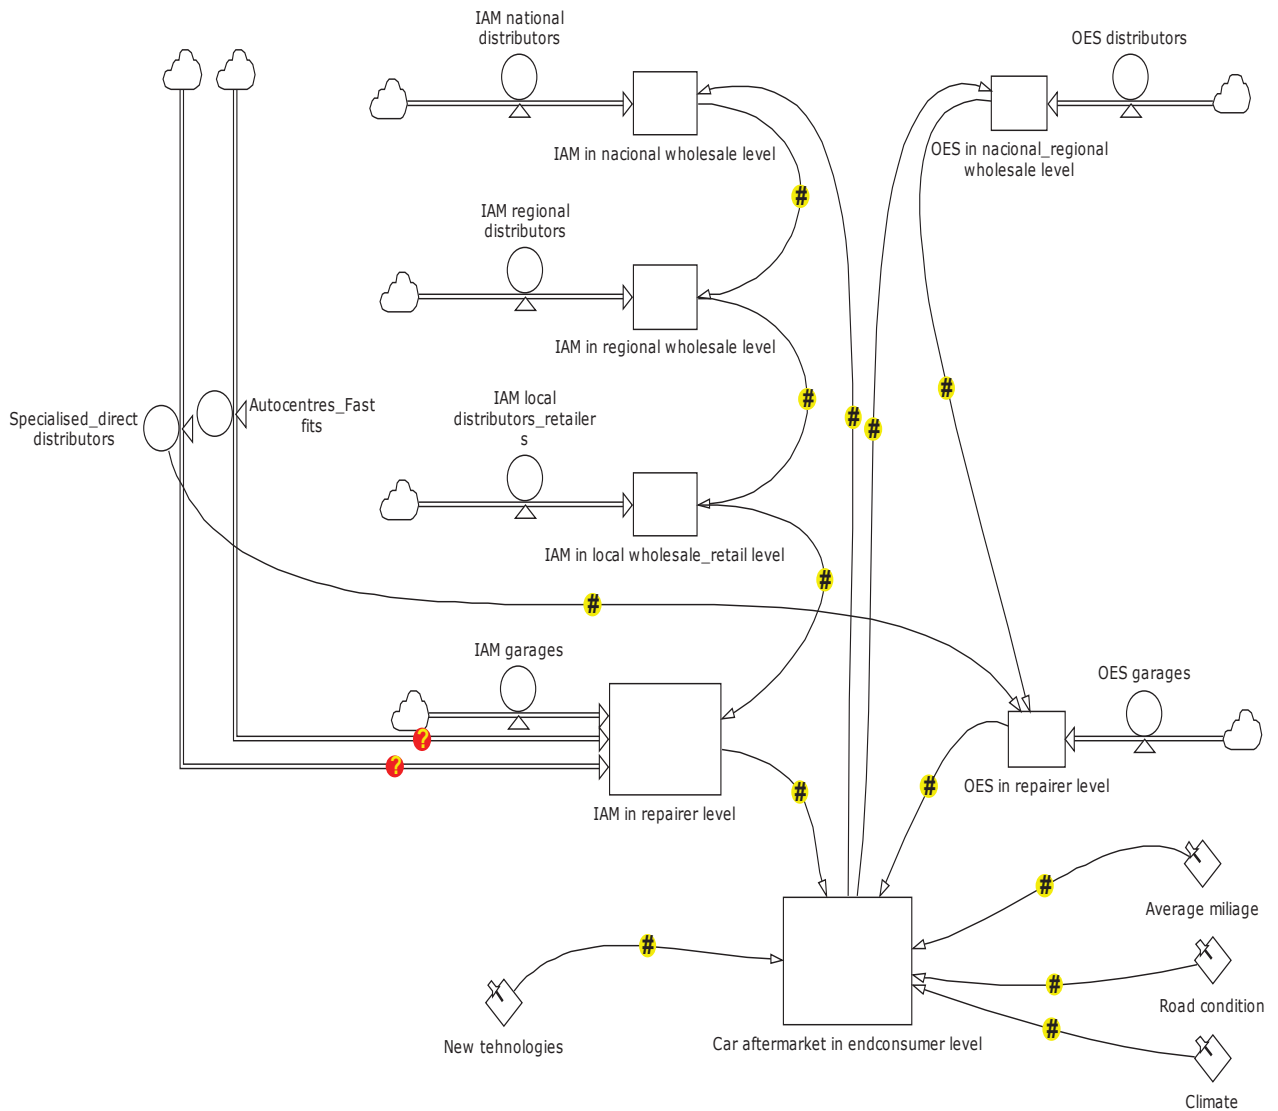 IAM national
distributors
OES distributors
IAM in nacional wholesale level
OES in nacional_regional
wholesale level
#
IAM regional
distributors
IAM in regional wholesale level
#
#
Specialised_direct
distributors
Autocentres_Fast
fits
IAM local
distributors_retailer
s
#
#
IAM in local wholesale_retail level
#
#
IAM garages
OES garages
?
?
IAM in repairer level
OES in repairer level
#
#
#
Average miliage
#
New tehnologies
Car aftermarket in endconsumer level
#
Road condition
#
Climate